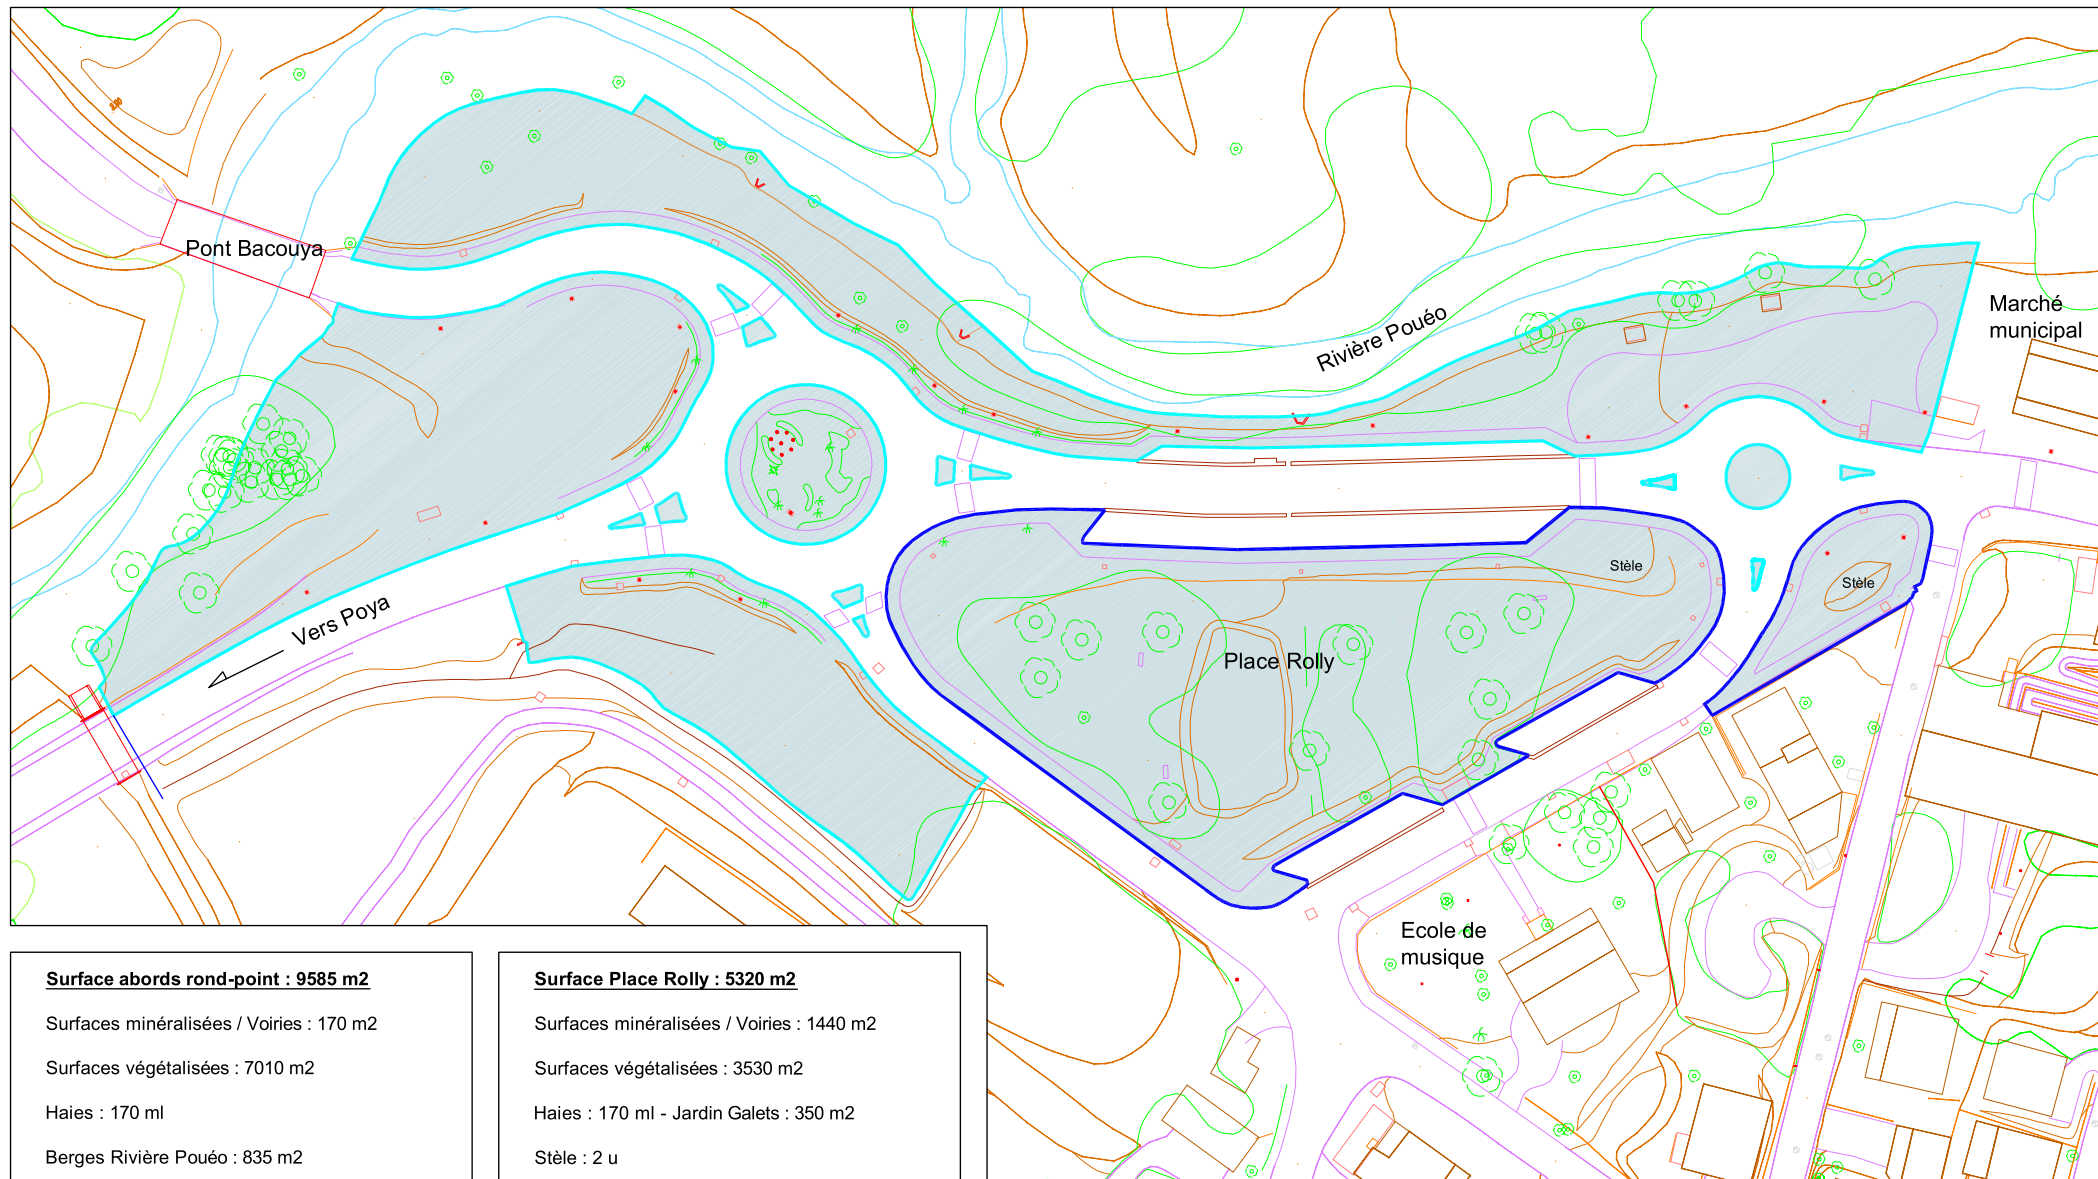 2.00
Pont Bacouya
Rivière Pouéo
Marché
municipal
Stèle
Stèle
Vers Poya
Place Rolly
Ecole de
musique
Surface abords rond-point : 9585 m2
Surfaces minéralisées / Voiries : 170 m2
Surfaces végétalisées : 7010 m2
Haies : 170 ml
Berges Rivière Pouéo : 835 m2
Surface Place Rolly : 5320 m2
Surfaces minéralisées / Voiries : 1440 m2
Surfaces végétalisées : 3530 m2
Haies : 170 ml - Jardin Galets : 350 m2
Stèle : 2 u